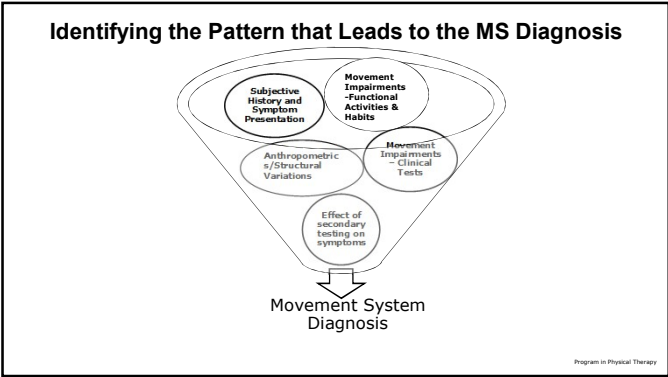 Identifying the Pattern that Leads to the MS Diagnosis
Subjective
History and
Symptom
Presentation
Movement
Impairments
-Functional
Activities &
Habits
Anthropometric
s/Structural
Variations
Movement
Impairments
– Clinical
Tests
Effect of
secondary
testing on
symptoms
Movement System
Diagnosis
Program in Physical Therapy